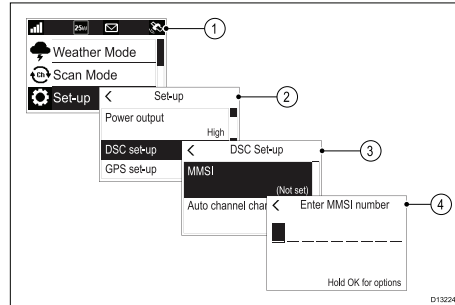 25W
1
Weather Mode
Ch Scan Mode
Set-up
< Set-up
2
Power output
High
DSC set-up
GPS set-up
< DSC Set-up
3
MMSI
(Not set)
Auto channel chan
< Enter MMSI number
4
Hold OK for options
D13224